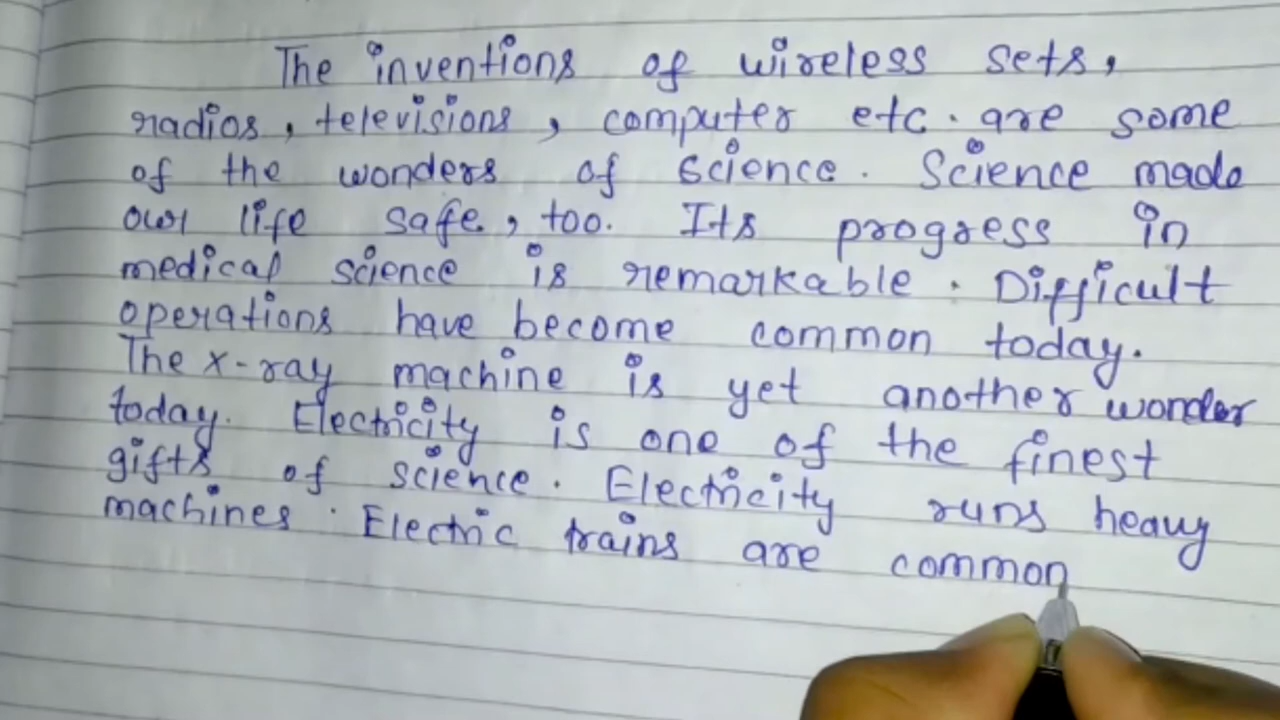 The inventions of wireless sets,
radios, televisions, computer etc. are some
of the wonders of science. Science made
our life safe, too. Its progress in
medical science is remarkable. Difficult
operations have become common today.
The x-ray machine is yet another wonder
today. Electricity is one of the finest
gifts of science. Electricity runs heavy
machines. Electric trains are common